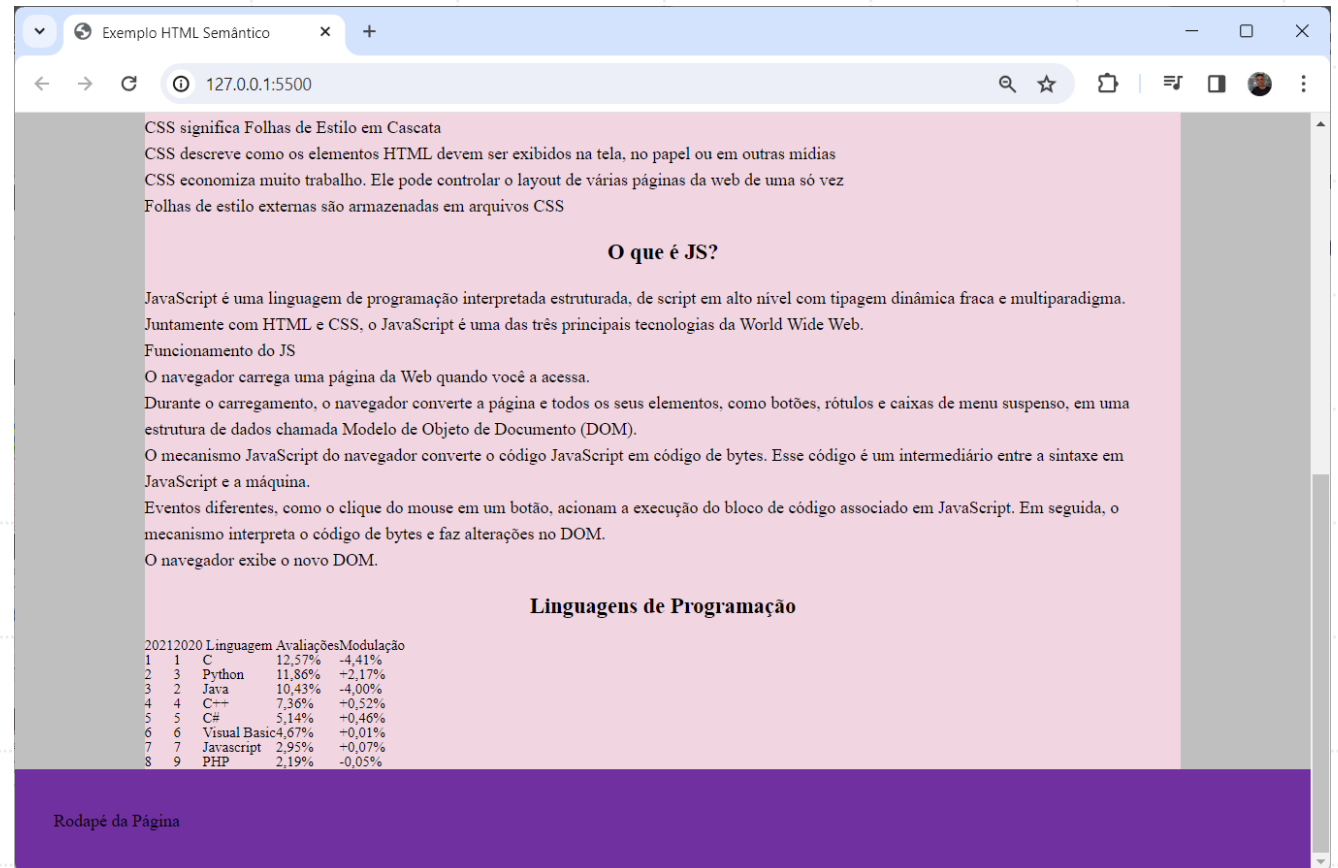 Exemplo HTML Semântico
127.0.0.1:5500
CSS significa Folhas de Estilo em Cascata
CSS descreve como os elementos HTML devem ser exibidos na tela, no papel ou em outras mídias
CSS economiza muito trabalho. Ele pode controlar o layout de várias páginas da web de uma só vez
Folhas de estilo externas são armazenadas em arquivos CSS
O que é JS?
JavaScript é uma linguagem de programação interpretada estruturada, de script em alto nível com tipagem dinâmica fraca e multiparadigma.
Juntamente com HTML e CSS, o JavaScript é uma das três principais tecnologias da World Wide Web.
Funcionamento do JS
O navegador carrega uma página da Web quando você a acessa.
Durante o carregamento, o navegador converte a página e todos os seus elementos, como botões, rótulos e caixas de menu suspenso, em uma
estrutura de dados chamada Modelo de Objeto de Documento (DOM).
O mecanismo JavaScript do navegador converte o código JavaScript em código de bytes. Esse código é um intermediário entre a sintaxe em
JavaScript e a máquina.
Eventos diferentes, como o clique do mouse em um botão, acionam a execução do bloco de código associado em JavaScript. Em seguida, o
mecanismo interpreta o código de bytes e faz alterações no DOM.
O navegador exibe o novo DOM.
Linguagens de Programação
2021 2020 Linguagem Avaliações Modulação
1 1 C 12,57% -4,41%
2 3 Python 11,86% +2,17%
3 2 Java 10,43% -4,00%
4 4 C++ 7,36% +0,52%
5 5 C# 5,14% +0,46%
6 6 Visual Basic 4,67% +0,01%
7 7 Javascript 2,95% +0,07%
8 9 PHP 2,19% -0,05%
Rodapé da Página